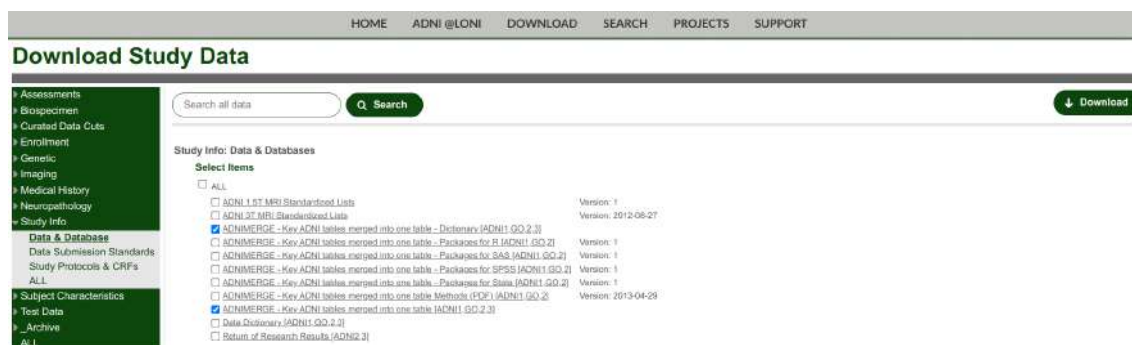 HOME ADNI @LONI DOWNLOAD SEARCH PROJECTS SUPPORT
Download Study Data
Assessments
Biospecimen
Curated Data Cuts
Enrollment
Genetic
Imaging
Medical History
Neuropathology
Study Info
Data & Database
Data Submission Standards
Study Protocols & CRFs
ALL
Subject Characteristics
Test Data
_Archive
ALL
Search all data
Search
Download
Study Info: Data & Databases
Select Items
ALL
ADNI 1.5T MRI Standardized Lists Version: 1
ADNI 3T MRI Standardized Lists Version: 2012-08-27
ADNIMERGE - Key ADNI tables merged into one table - Dictionary [ADNI1,GO,2,3]
ADNIMERGE - Key ADNI tables merged into one table - Packages for R [ADNI1,GO,2] Version: 1
ADNIMERGE - Key ADNI tables merged into one table - Packages for SAS [ADNI1,GO,2] Version: 1
ADNIMERGE - Key ADNI tables merged into one table - Packages for SPSS [ADNI1,GO,2] Version: 1
ADNIMERGE - Key ADNI tables merged into one table - Packages for Stata [ADNI1,GO,2] Version: 1
ADNIMERGE - Key ADNI tables merged into one table Methods (PDF) [ADNI1,GO,2] Version: 2013-04-29
ADNIMERGE - Key ADNI tables merged into one table [ADNI1,GO,2,3]
Data Dictionary [ADNI1,GO,2,3]
Return of Research Results [ADNI2,3]